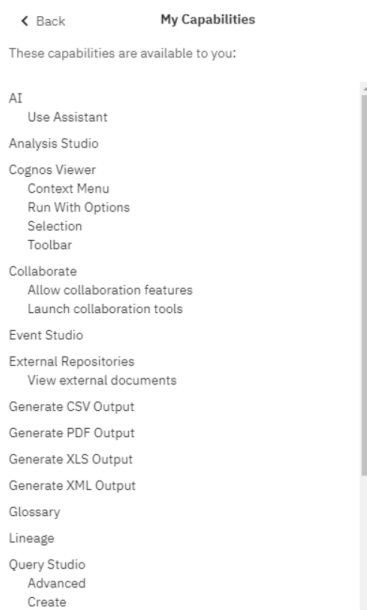 Back
My Capabilities
These capabilities are available to you:
AI
Use Assistant
Analysis Studio
Cognos Viewer
Context Menu
Run With Options
Selection
Toolbar
Collaborate
Allow collaboration features
Launch collaboration tools
Event Studio
External Repositories
View external documents
Generate CSV Output
Generate PDF Output
Generate XLS Output
Generate XML Output
Glossary
Lineage
Query Studio
Advanced
Create